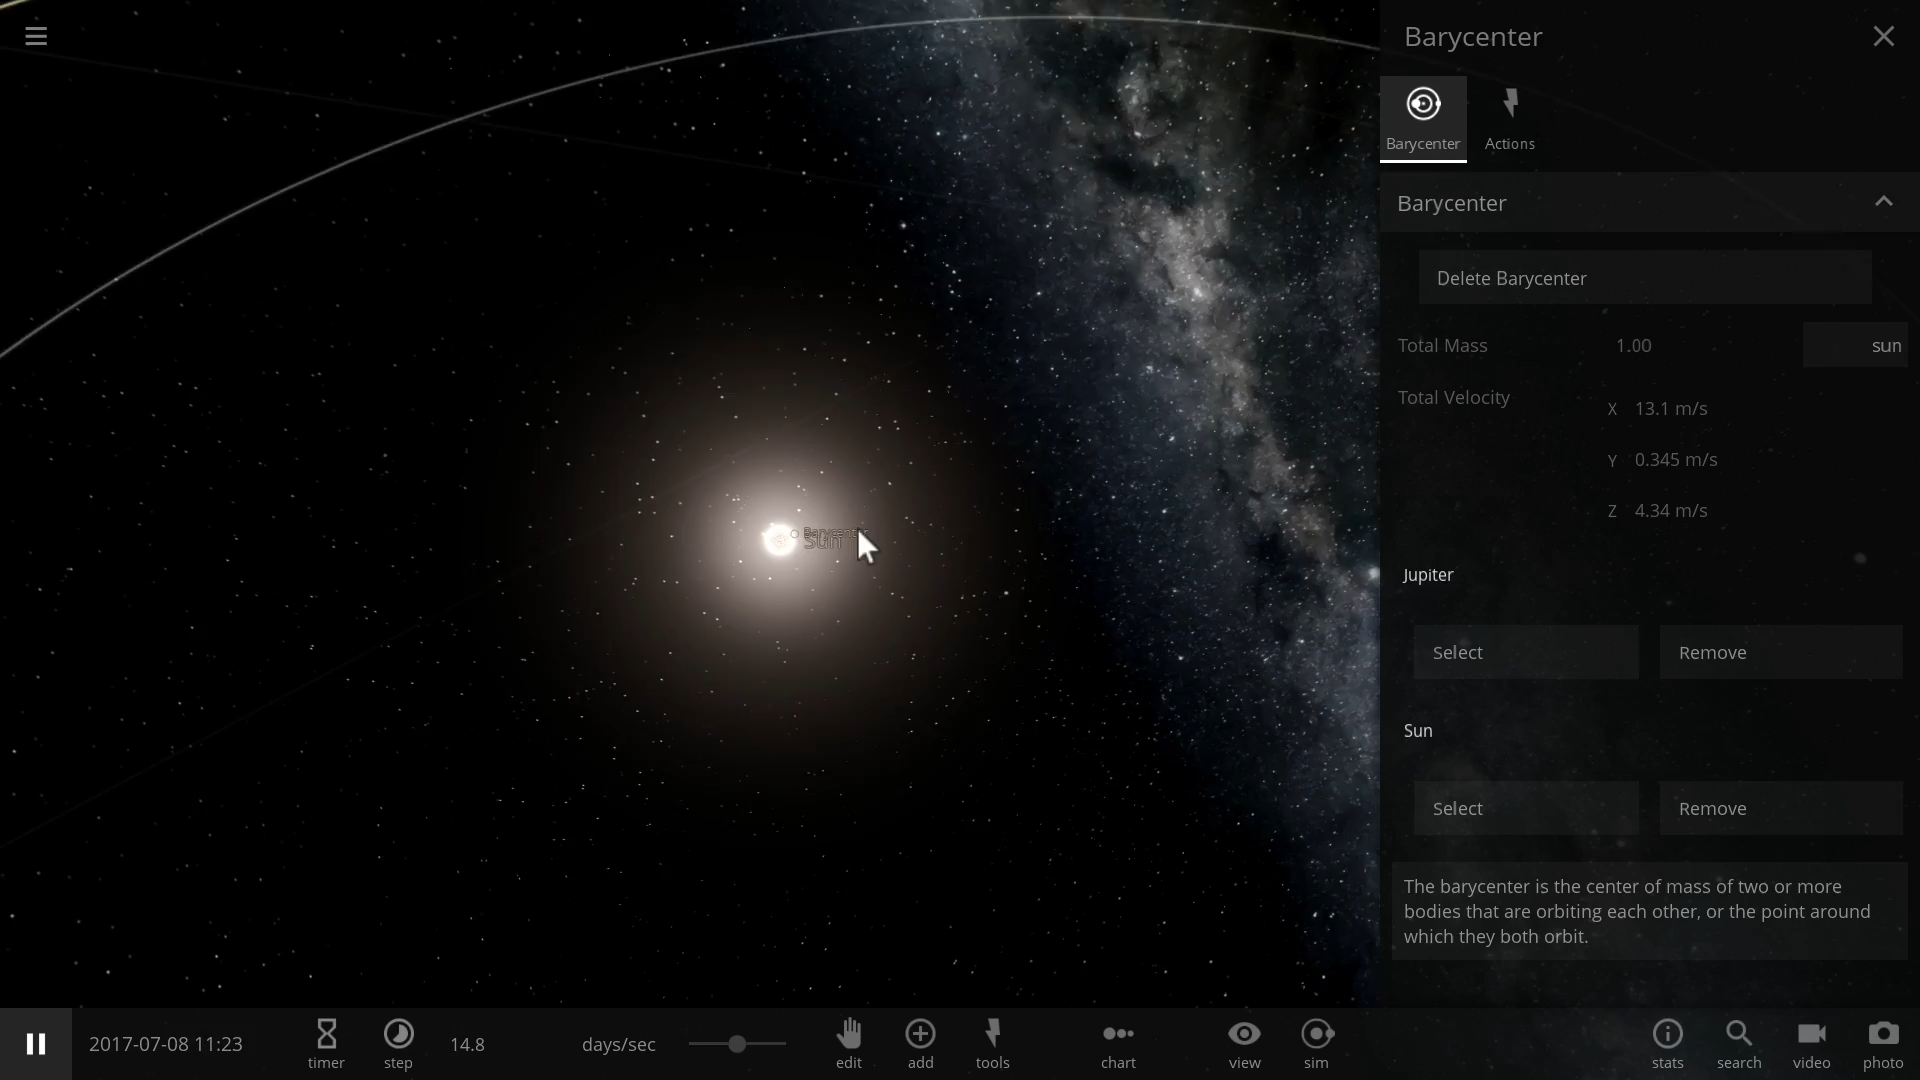 Barycenter
Barycenter
Actions
Barycenter
Delete Barycenter
Total Mass 1.00 sun
Total Velocity X 13.1 m/s
Y 0.345 m/s
Z 4.34 m/s
Barycenter
Sun
Jupiter
Select Remove
Sun
Select Remove
The barycenter is the center of mass of two or more
bodies that are orbiting each other, or the point around
which they both orbit.
2017-07-08 11:23 timer step 14.8 days/sec edit add tools chart view sim stats search video photo